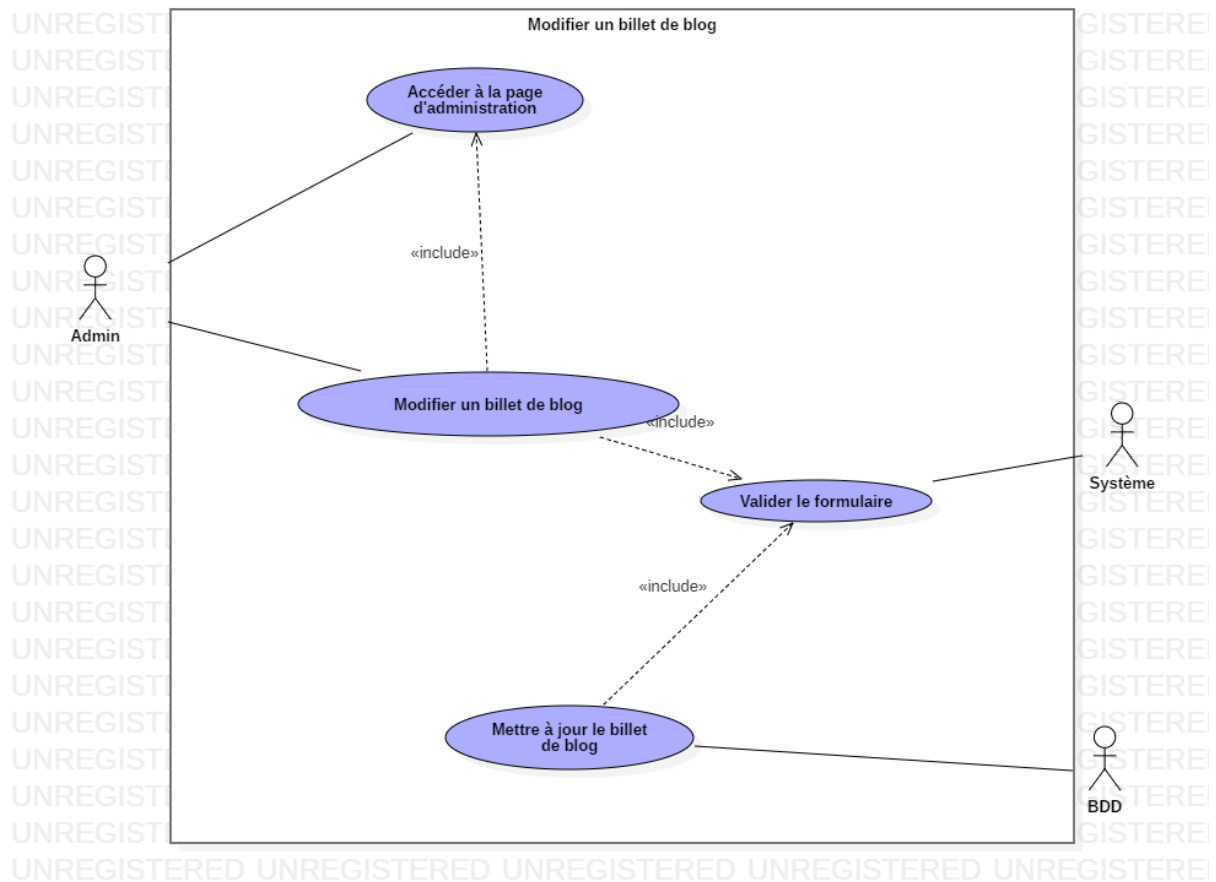 Modifier un billet de blog
Accéder à la page
d'administration
«include»
Admin
Modifier un billet de blog
«include»
Système
Valider le formulaire
«include»
Mettre à jour le billet
de blog
BDD
UNREGISTERED UNREGISTERED UNREGISTERED UNREGISTERED UNREGISTERE